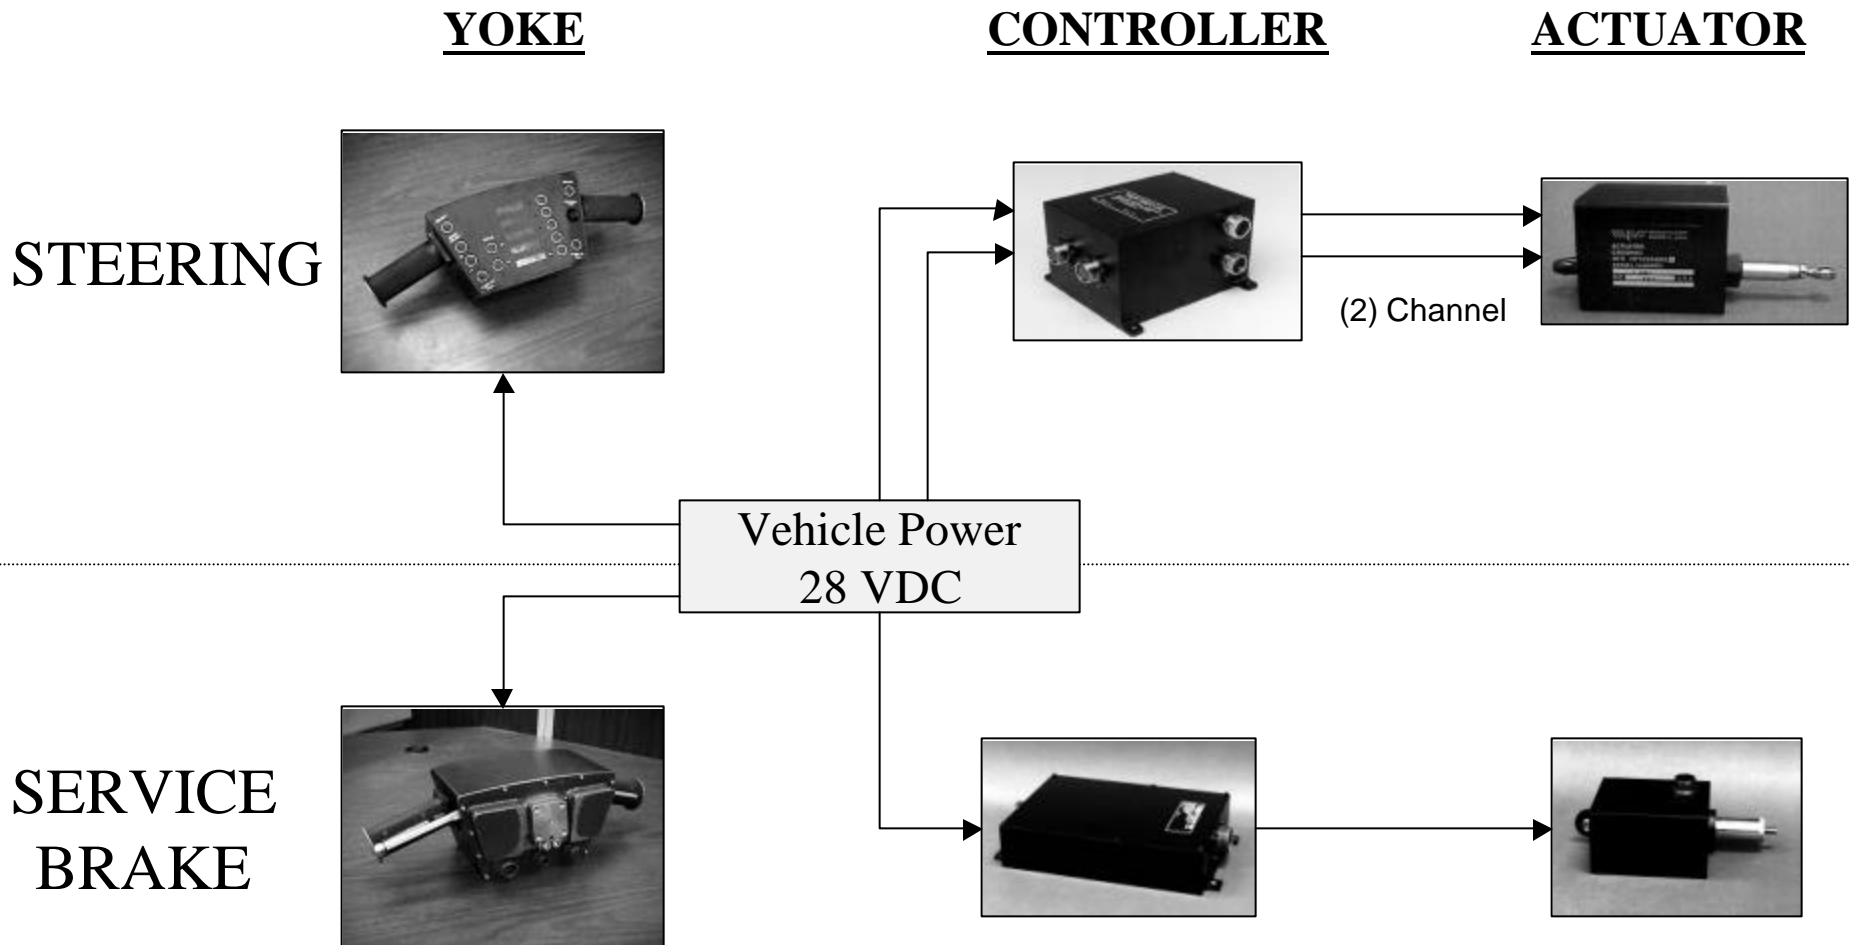 YOKE
CONTROLLER
ACTUATOR
STEERING
(2) Channel
Vehicle Power
28 VDC
SERVICE
BRAKE